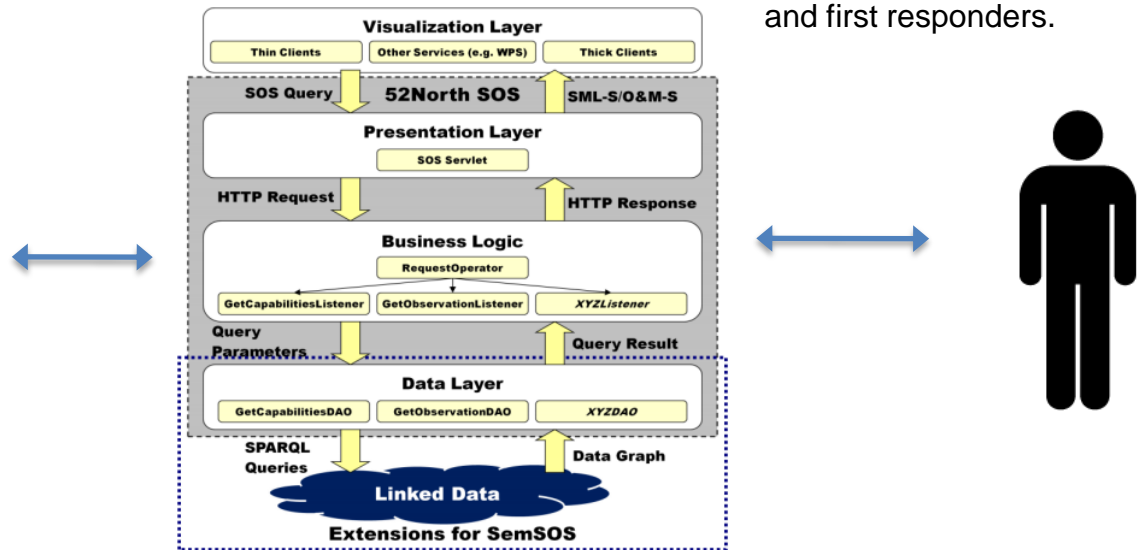 and first responders.
Visualization Layer
Thin Clients
Other Services (e.g. WPS)
Thick Clients
SOS Query
52North SOS
SML-S/O&M-S
Presentation Layer
SOS Servlet
HTTP Request
HTTP Response
Business Logic
RequestOperator
GetCapabilitiesListener
GetObservationListener
XYZListener
Query
Parameters
Query Result
Data Layer
GetCapabilitiesDAO
GetObservationDAO
XYZDAO
SPARQL
Queries
Data Graph
Linked Data
Extensions for SemSOS